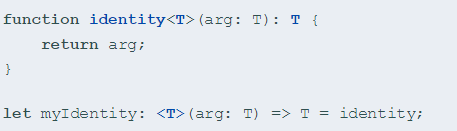 function identity<T>(arg: T): T {
    return arg;
}
let myIdentity: <T>(arg: T) => T = identity;